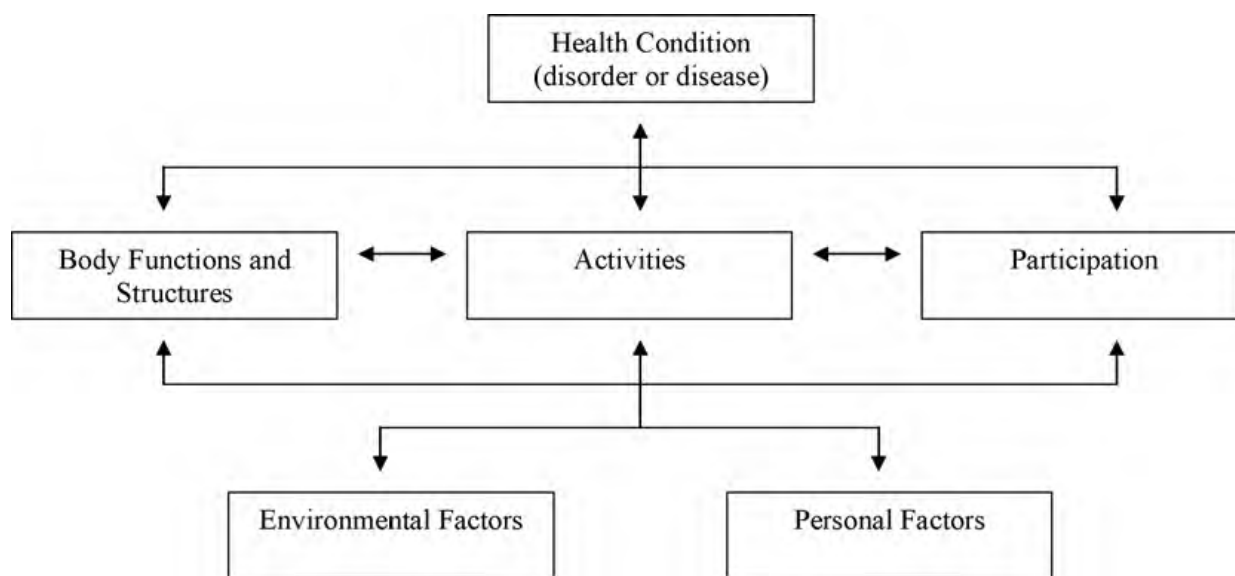 Health Condition
(disorder or disease)
Body Functions and
Structures
Activities
Participation
Environmental Factors
Personal Factors